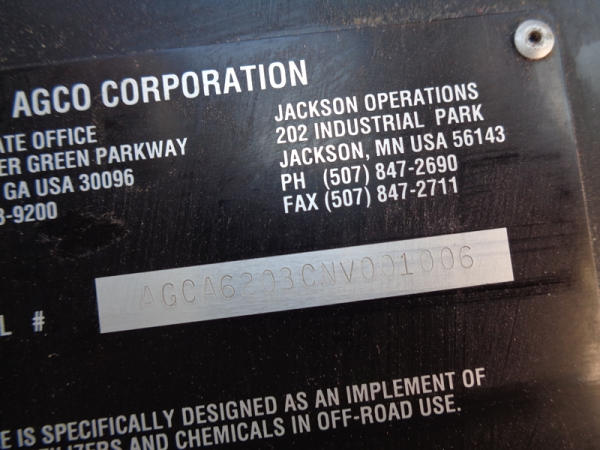 AGCO CORPORATION
ATE OFFICE
ER GREEN PARKWAY
GA USA 30096
-9200
JACKSON OPERATIONS
202 INDUSTRIAL PARK
JACKSON, MN USA 56143
PH (507) 847-2690
FAX (507) 847-2711
L # AGCA6203CNV001006
E IS SPECIFICALLY DESIGNED AS AN IMPLEMENT OF
ILIZERS AND CHEMICALS IN OFF-ROAD USE.